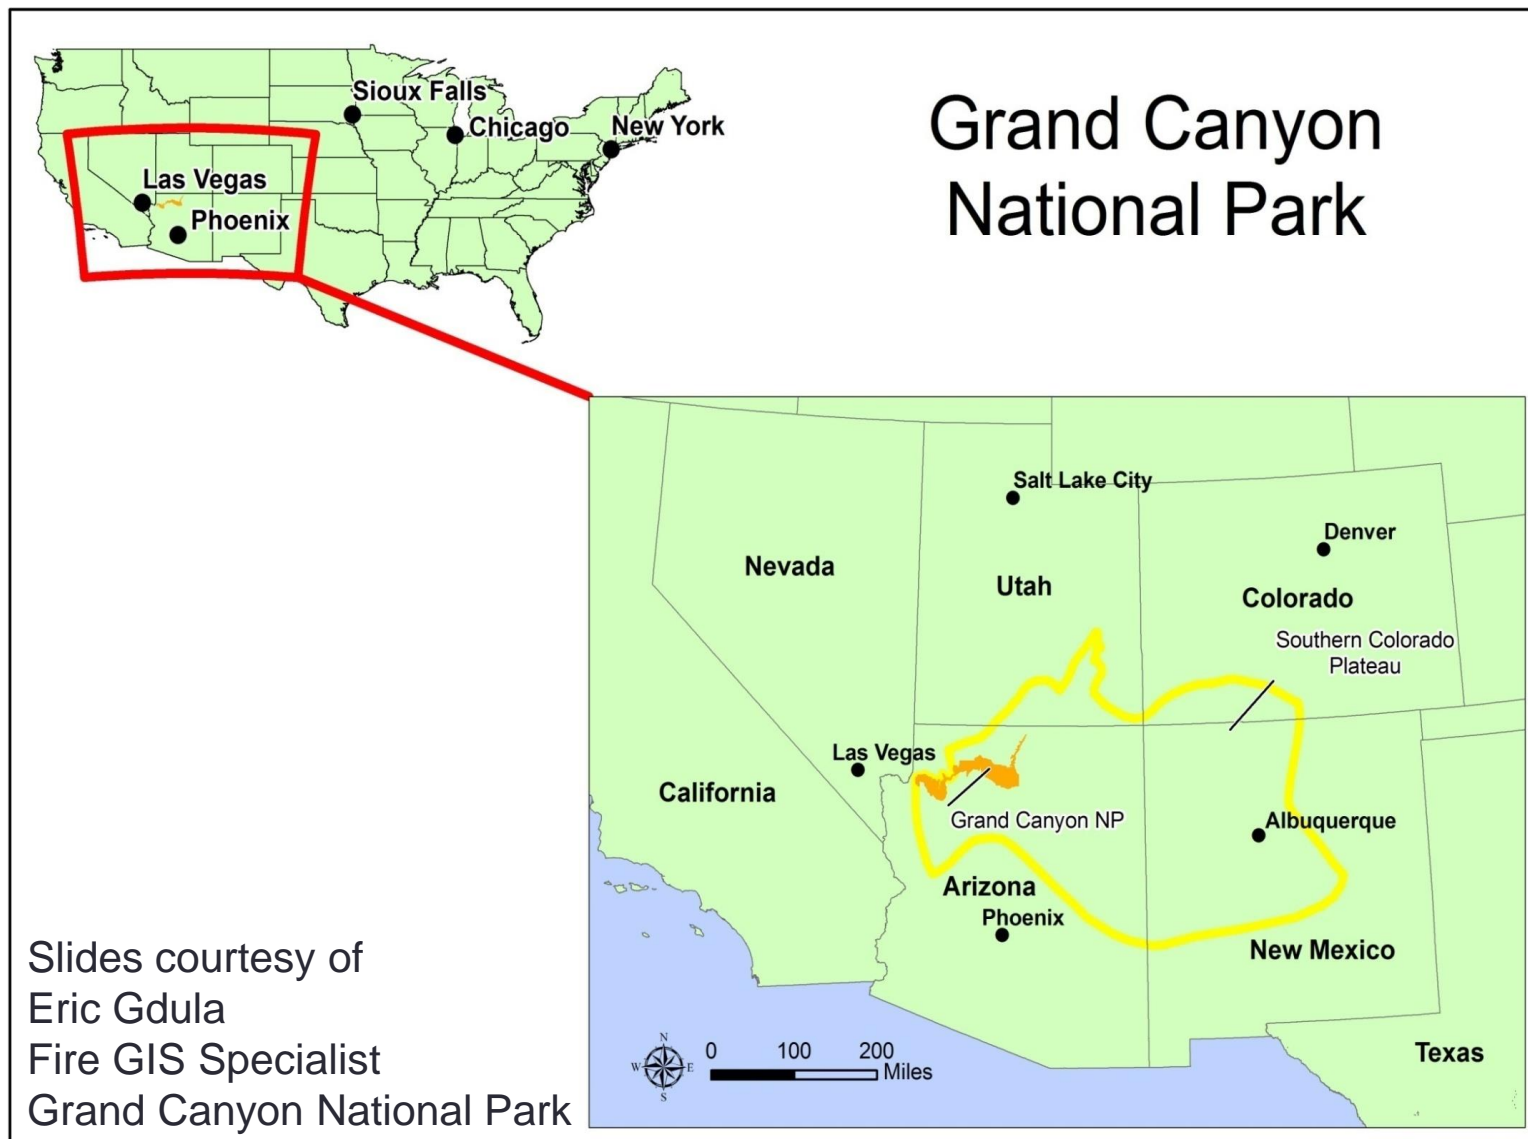 Grand Canyon
National Park
Sioux Falls
Chicago
New York
Las Vegas
Phoenix
Salt Lake City
Denver
Nevada
Utah
Colorado
Southern Colorado
Plateau
Las Vegas
California
Grand Canyon NP
Albuquerque
Arizona
Phoenix
New Mexico
Texas
N
W E
S
0 100 200
Miles
Slides courtesy of
Eric Gdula
Fire GIS Specialist
Grand Canyon National Park